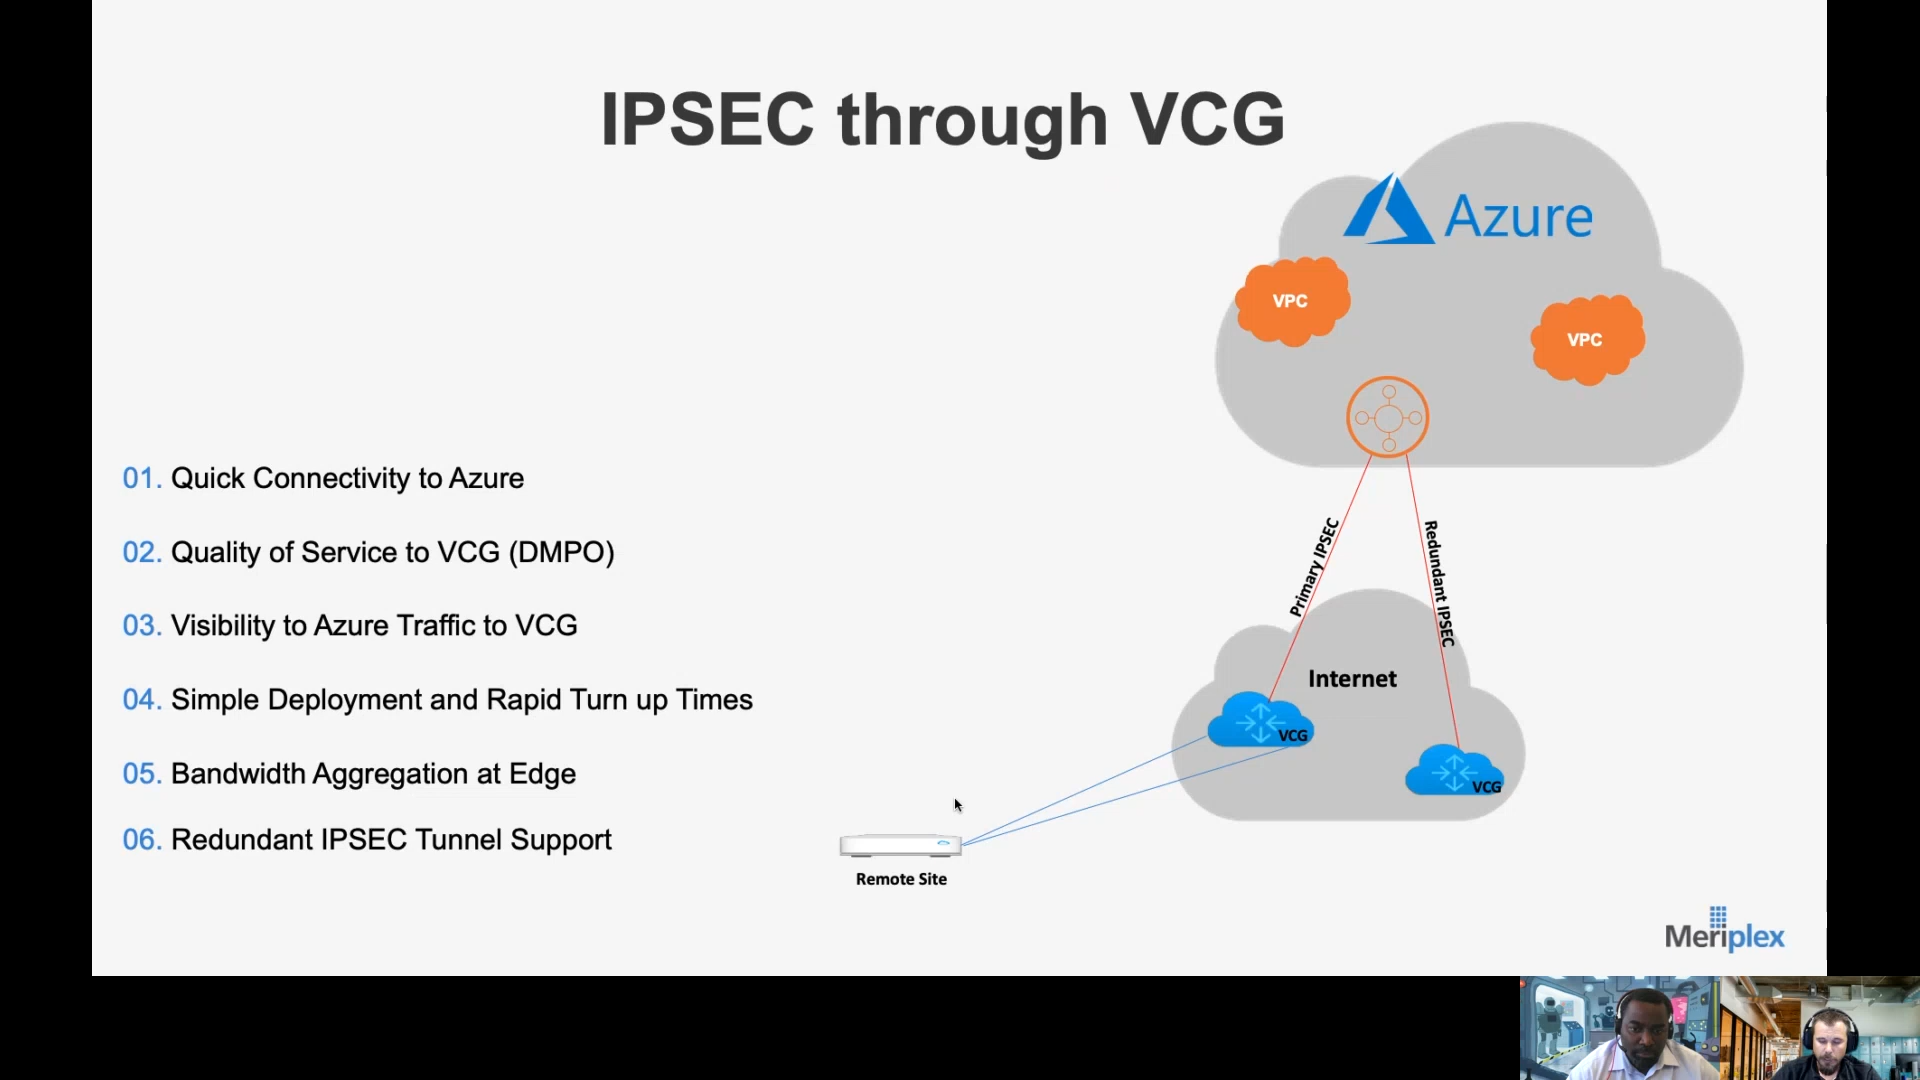 IPSEC through VCG
Azure
VPC
VPC
01. Quick Connectivity to Azure
02. Quality of Service to VCG (DMPO)
03. Visibility to Azure Traffic to VCG
04. Simple Deployment and Rapid Turn up Times
05. Bandwidth Aggregation at Edge
06. Redundant IPSEC Tunnel Support
Primary IPSEC
Redundant IPSEC
Internet
VCG
VCG
Remote Site
Meriplex